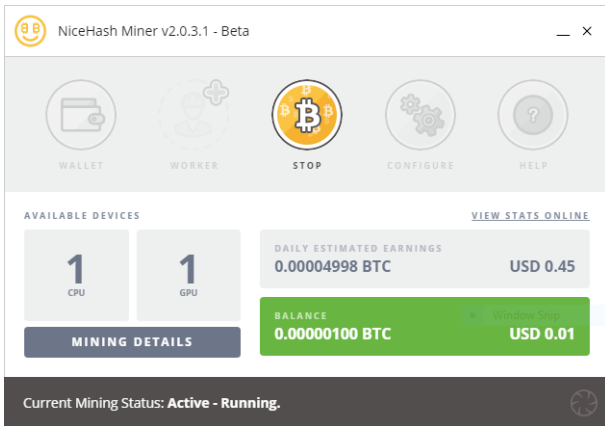 NiceHash Miner v2.0.3.1 - Beta
WALLET
WORKER
STOP
CONFIGURE
HELP
AVAILABLE DEVICES
VIEW STATS ONLINE
1
CPU
1
GPU
MINING DETAILS
DAILY ESTIMATED EARNINGS
0.00004998 BTC USD 0.45
BALANCE
Window Snip
0.00000100 BTC USD 0.01
Current Mining Status: Active - Running.